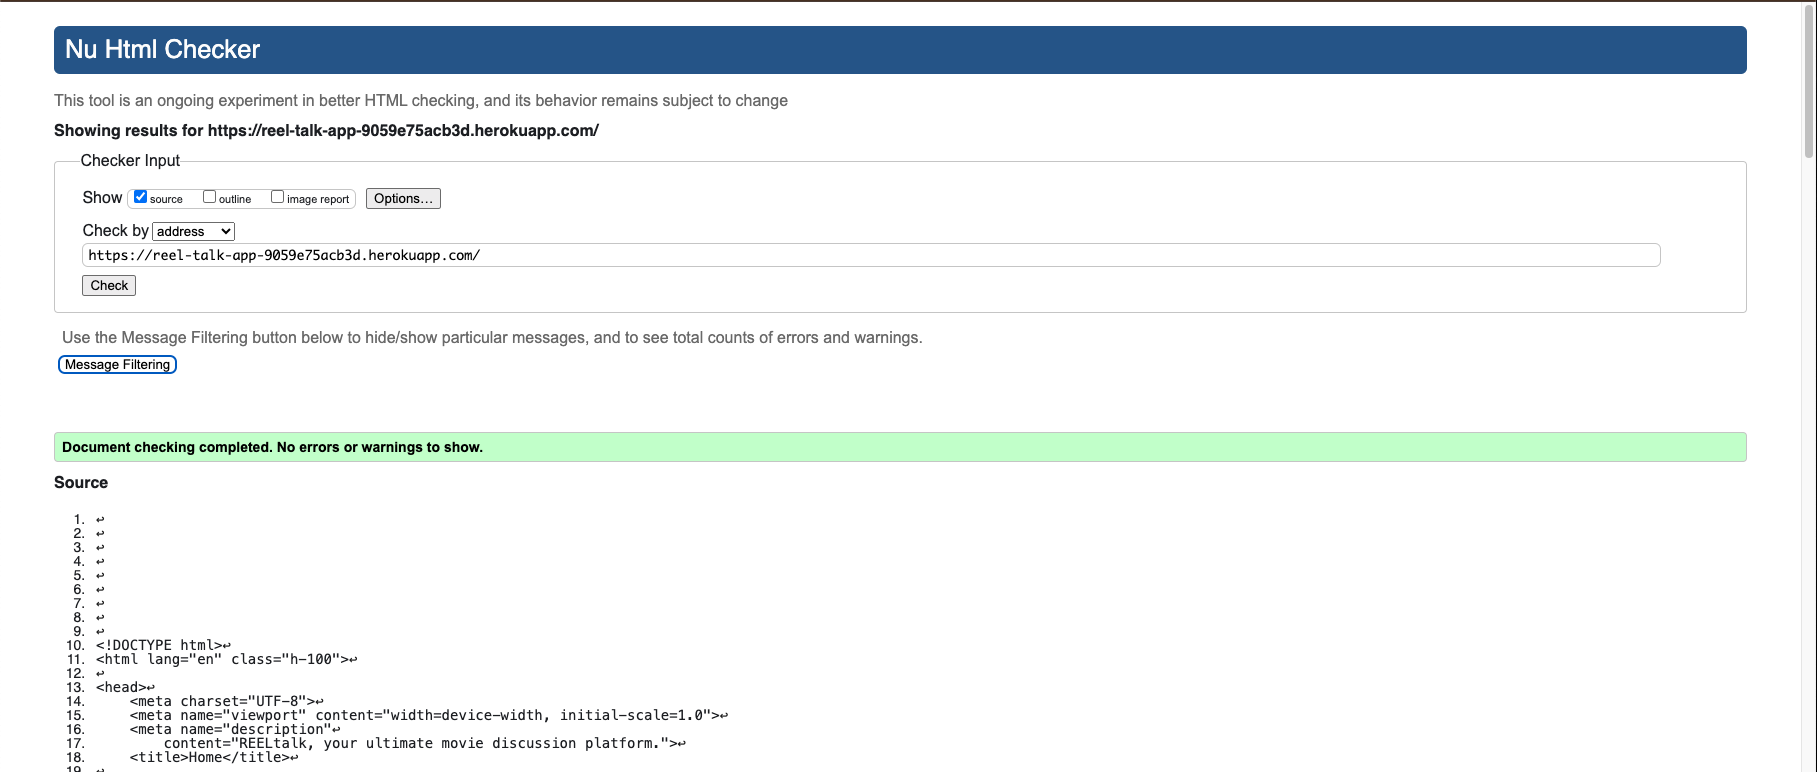 Nu Html Checker
This tool is an ongoing experiment in better HTML checking, and its behavior remains subject to change
Showing results for https://reel-talk-app-9059e75acb3d.herokuapp.com/
Checker Input
Show source outline image report Options...
Check by address
https://reel-talk-app-9059e75acb3d.herokuapp.com/
Check
Use the Message Filtering button below to hide/show particular messages, and to see total counts of errors and warnings.
Message Filtering
Document checking completed. No errors or warnings to show.
Source
1. ↩
2. ↩
3. ↩
4. ↩
5. ↩
6. ↩
7. ↩
8. ↩
9. ↩
10. <!DOCTYPE html>↩
11. <html lang="en" class="h-100">↩
12. ↩
13. <head>↩
14. <meta charset="UTF-8">↩
15. <meta name="viewport" content="width=device-width, initial-scale=1.0">↩
16. <meta name="description"↩
17. content="REELtalk, your ultimate movie discussion platform.">↩
18. <title>Home</title>↩
19. ↩